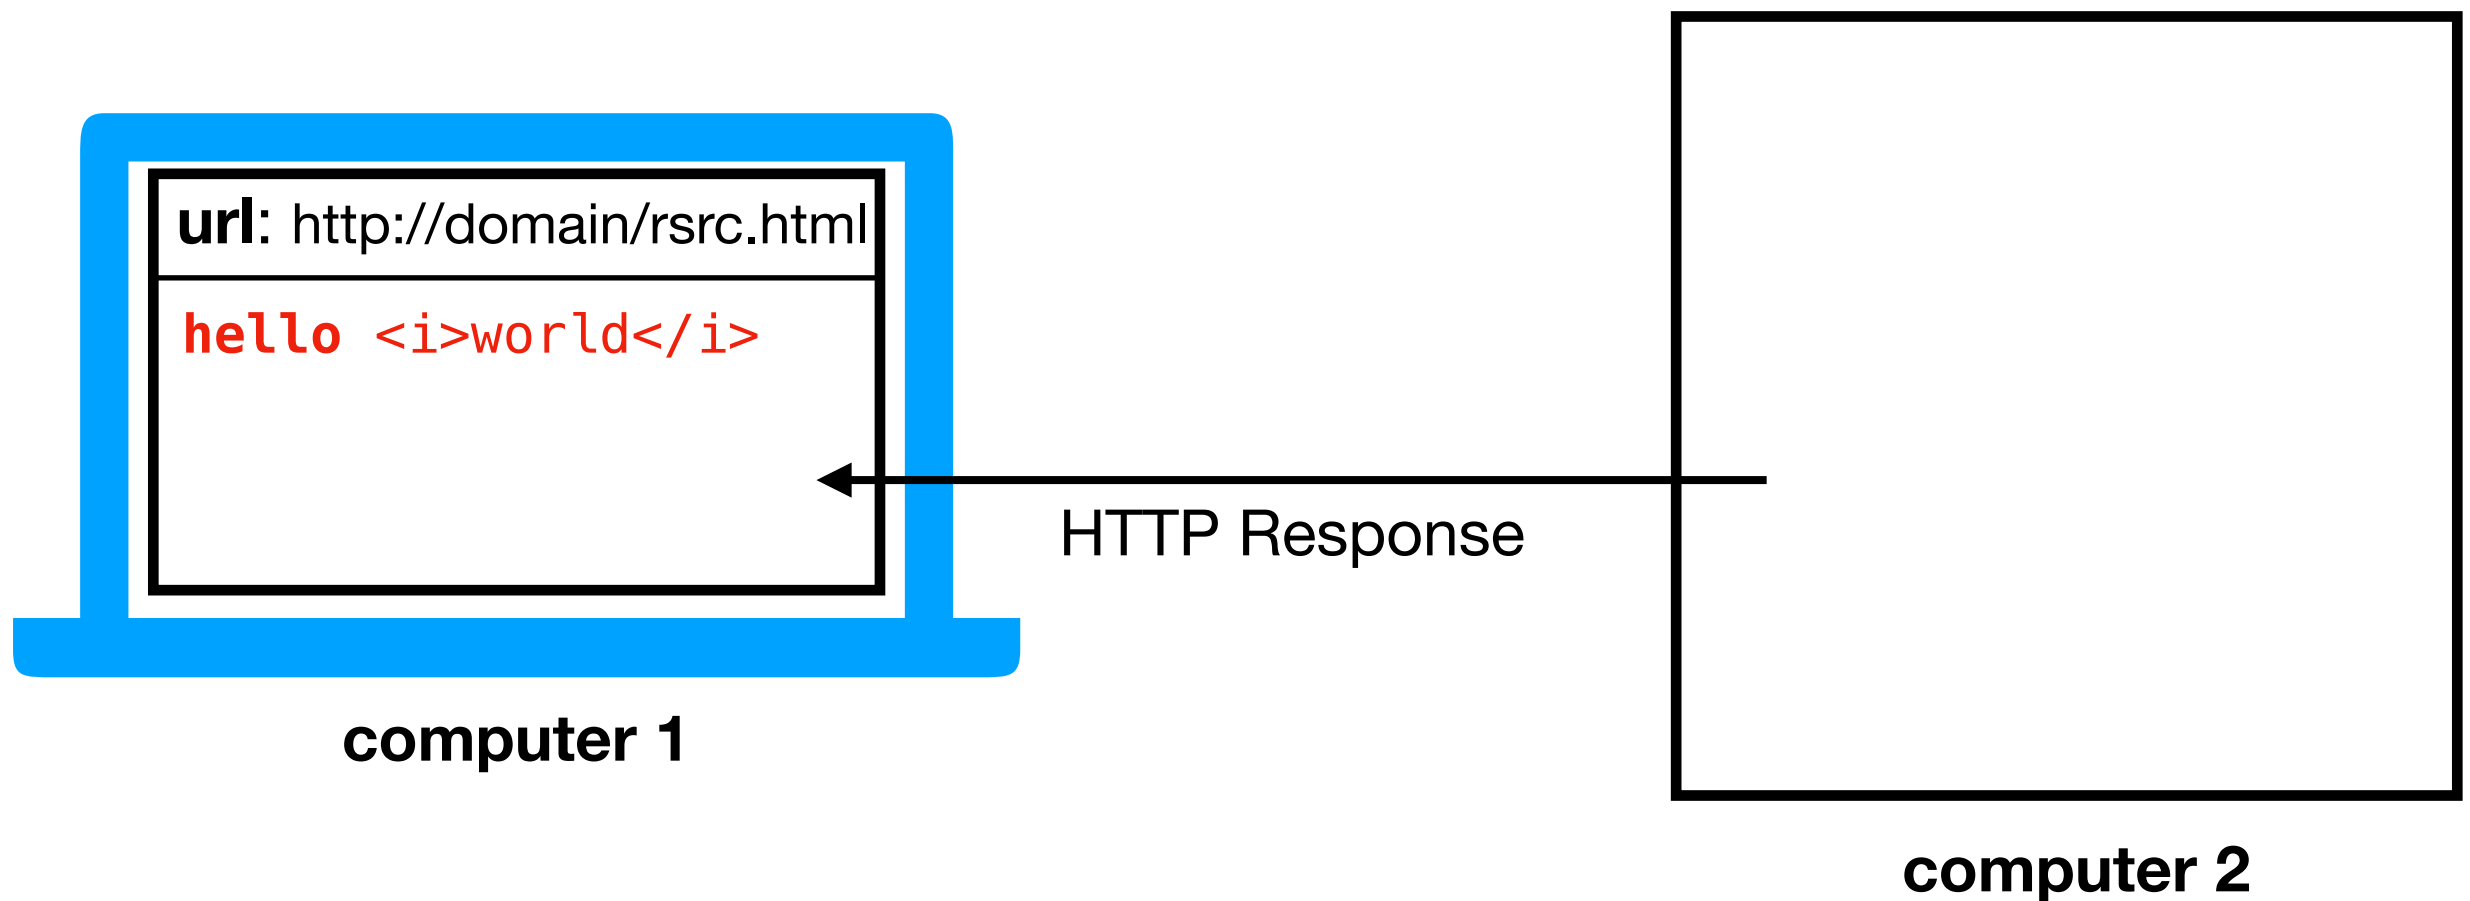 url: http://domain/rsrc.html
hello <i>world</i>
HTTP Response
computer 1
computer 2